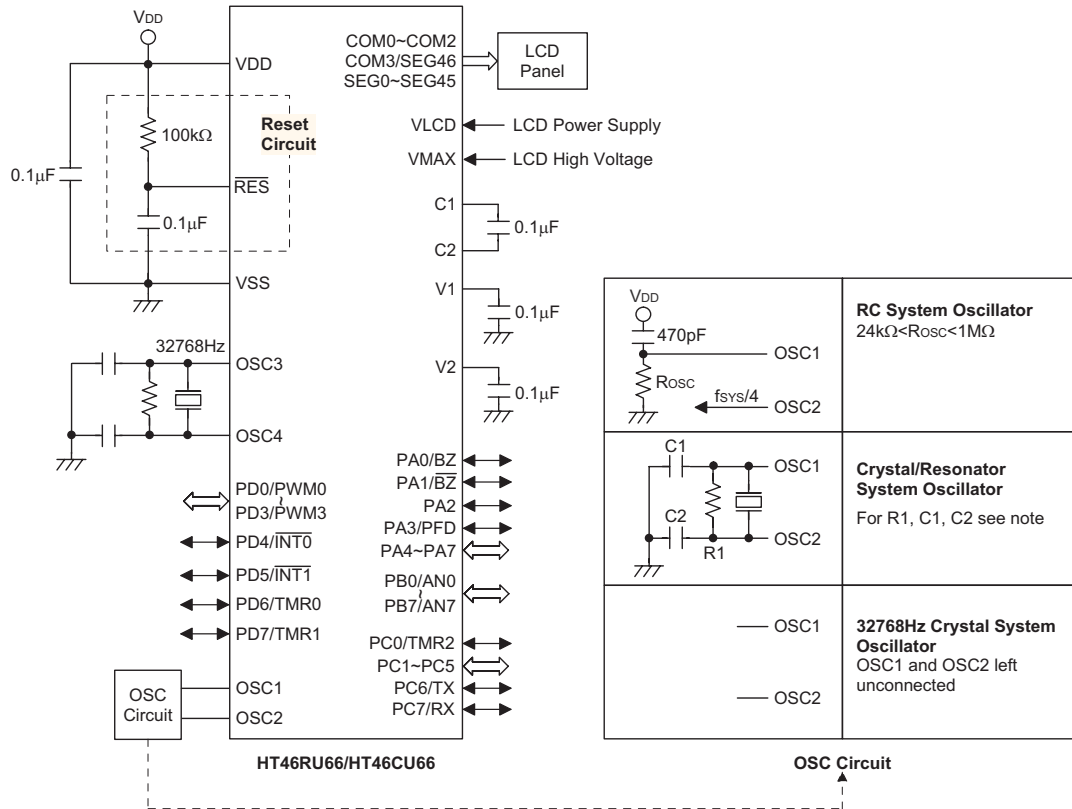 VDD
VDD
Reset
Circuit
100kΩ
0.1μF
RES
0.1μF
VSS
32768Hz
OSC3
OSC4
PD0/PWM0
~
PD3/PWM3
PD4/INT0
PD5/INT1
PD6/TMR0
PD7/TMR1
OSC
Circuit
OSC1
OSC2
COM0~COM2
COM3/SEG46
SEG0~SEG45
LCD
Panel
VLCD
LCD Power Supply
VMAX
LCD High Voltage
C1
0.1μF
C2
V1
0.1μF
V2
0.1μF
PA0/BZ
PA1/BZ
PA2
PA3/PFD
PA4~PA7
PB0/AN0
~
PB7/AN7
PC0/TMR2
PC1~PC5
PC6/TX
PC7/RX
HT46RU66/HT46CU66
VDD
470pF
OSC1
ROSC
fSYS/4
OSC2
RC System Oscillator
24kΩ<ROSC<1MΩ
C1
OSC1
C2
R1
OSC2
Crystal/Resonator
System Oscillator
For R1, C1, C2 see note
OSC1
OSC2
32768Hz Crystal System
Oscillator
OSC1 and OSC2 left
unconnected
OSC Circuit